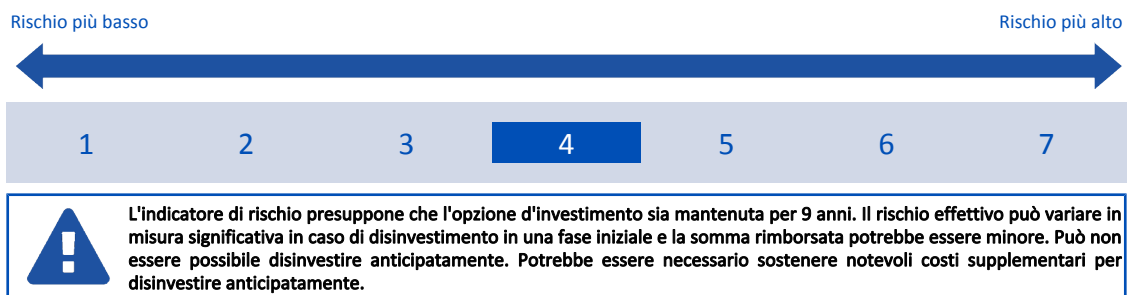 Rischio più basso Rischio più alto
1 2 3 4 5 6 7
L'indicatore di rischio presuppone che l'opzione d'investimento sia mantenuta per 9 anni. Il rischio effettivo può variare in
misura significativa in caso di disinvestimento in una fase iniziale e la somma rimborsata potrebbe essere minore. Può non
essere possibile disinvestire anticipatamente. Potrebbe essere necessario sostenere notevoli costi supplementari per
disinvestire anticipatamente.